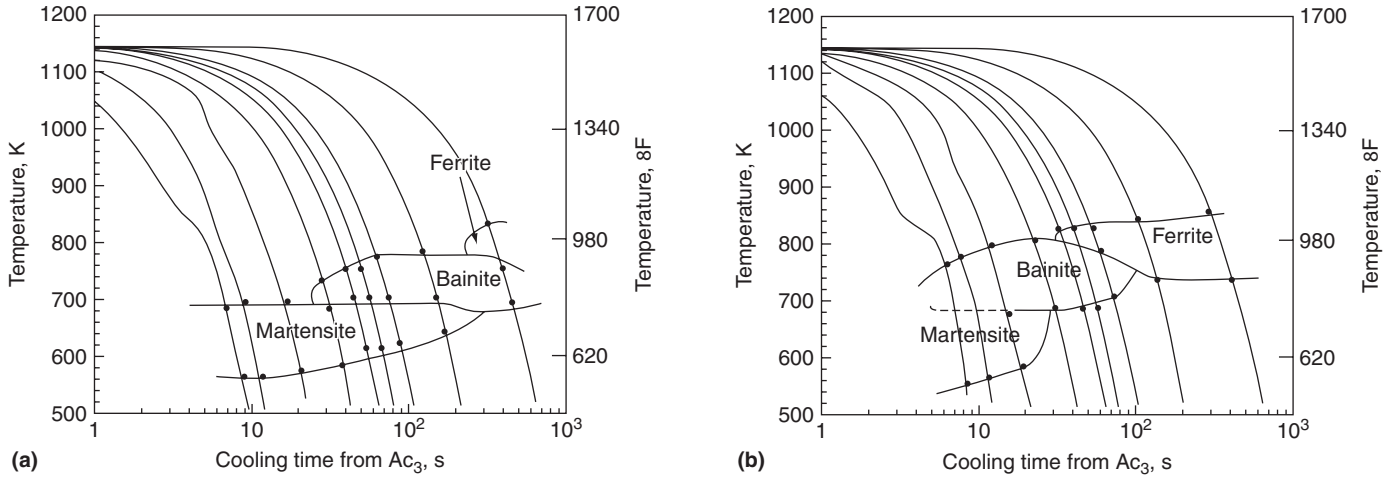 1200
1100
1000
900
800
700
600
500
Temperature, K
1700
1340
980
620
Temperature, 8F
Ferrite
Bainite
Martensite
1 10 10² 10³
Cooling time from Ac₃, s
(a)
1200
1100
1000
900
800
700
600
500
Temperature, K
1700
1340
980
620
Temperature, 8F
Ferrite
Bainite
Martensite
1 10 10² 10³
Cooling time from Ac₃, s
(b)